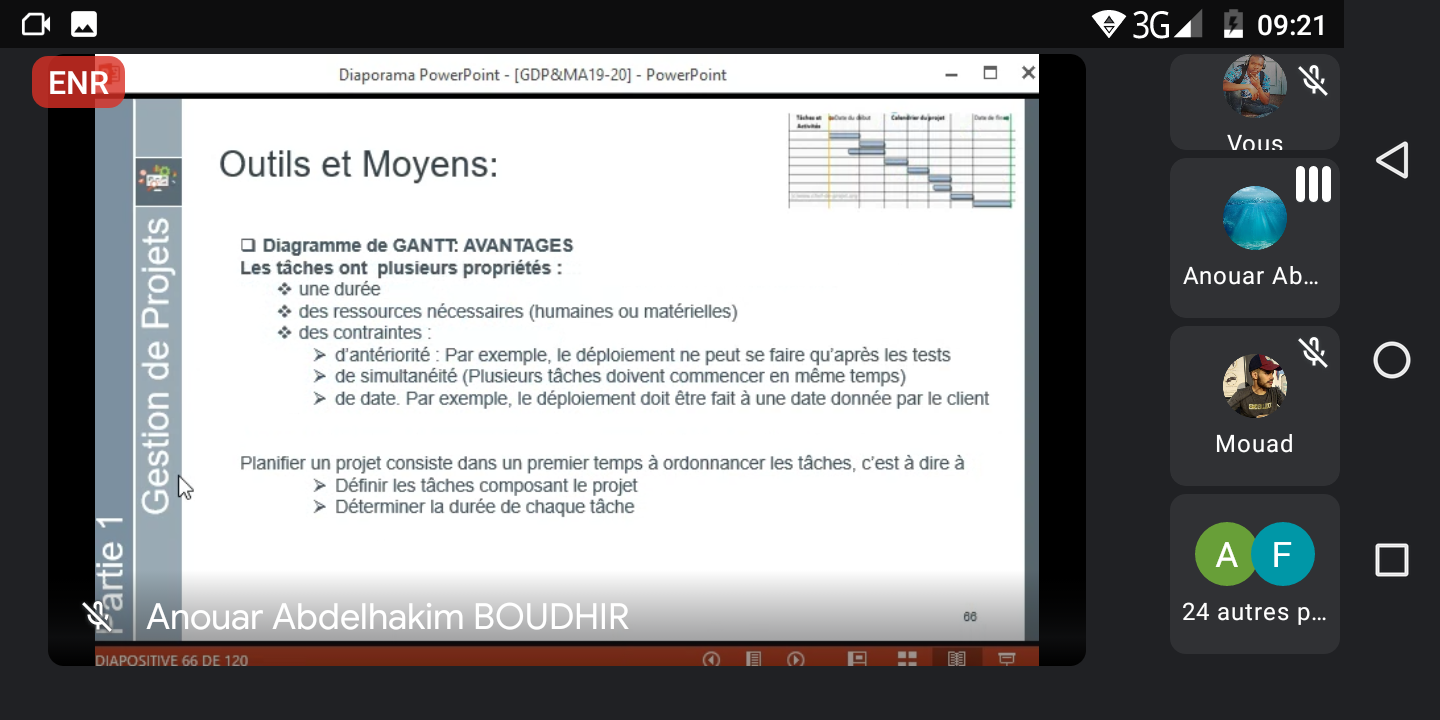 3G 09:21
ENR
Diaporama PowerPoint - [GDP&MA19-20] - PowerPoint
Outils et Moyens:
Tâches et Activités
Date du début
Calendrier du projet
❑ Diagramme de GANTT: AVANTAGES
Les tâches ont plusieurs propriétés :
❖ une durée
❖ des ressources nécessaires (humaines ou matérielles)
❖ des contraintes :
➢ d'antériorité : Par exemple, le déploiement ne peut se faire qu'après les tests
➢ de simultanéité (Plusieurs tâches doivent commencer en même temps)
➢ de date. Par exemple, le déploiement doit être fait à une date donnée par le client
Planifier un projet consiste dans un premier temps à ordonnancer les tâches, c'est à dire à
➢ Définir les tâches composant le projet
➢ Déterminer la durée de chaque tâche
66
Partie 1
Gestion de Projets
Anouar Abdelhakim BOUDHIR
DIAPOSITIVE 66 DE 120
Vous
Anouar Ab...
Mouad
A F
24 autres p...